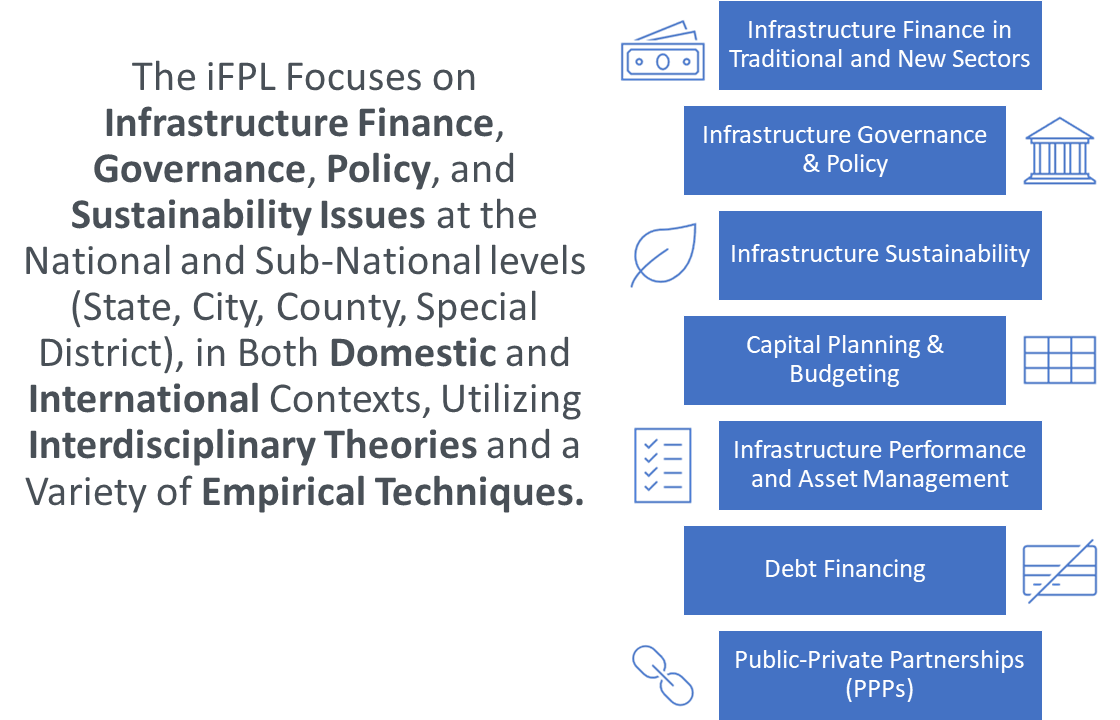 The iFPL Focuses on
Infrastructure Finance,
Governance, Policy, and
Sustainability Issues at the
National and Sub-National levels
(State, City, County, Special
District), in Both Domestic and
International Contexts, Utilizing
Interdisciplinary Theories and a
Variety of Empirical Techniques.
Infrastructure Finance in
Traditional and New Sectors
Infrastructure Governance
& Policy
Infrastructure Sustainability
Capital Planning &
Budgeting
Infrastructure Performance
and Asset Management
Debt Financing
Public-Private Partnerships
(PPPs)